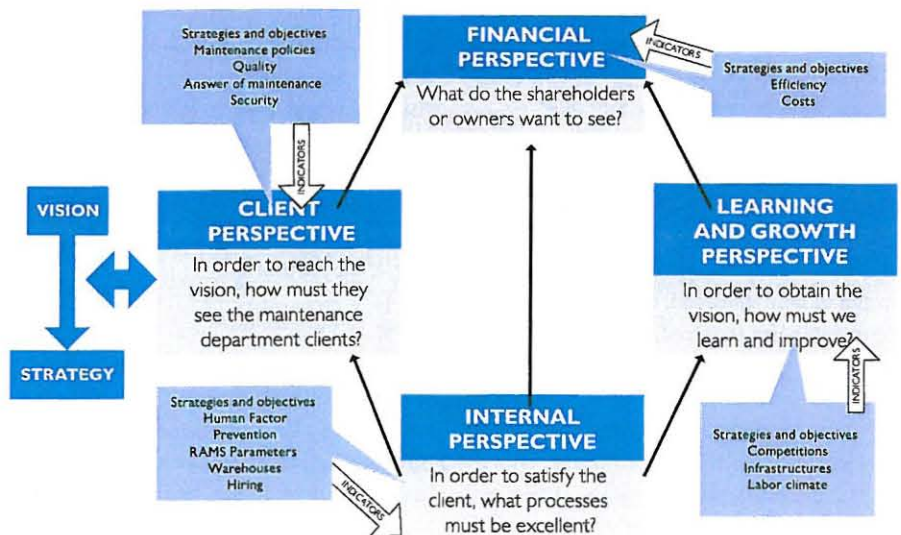 Strategies and objectives
Maintenance policies
Quality
Answer of maintenance
Security
INDICATORS
FINANCIAL
PERSPECTIVE
What do the shareholders
or owners want to see?
INDICATORS
Strategies and objectives
Efficiency
Costs
VISION
STRATEGY
CLIENT
PERSPECTIVE
In order to reach the
vision, how must they
see the maintenance
department clients?
LEARNING
AND GROWTH
PERSPECTIVE
In order to obtain the
vision, how must we
learn and improve?
Strategies and objectives
Human Factor
Prevention
RAMS Parameters
Warehouses
Hiring
INDICATORS
INTERNAL
PERSPECTIVE
In order to satisfy the
client, what processes
must be excellent?
INDICATORS
Strategies and objectives
Competitions
Infrastructures
Labor climate